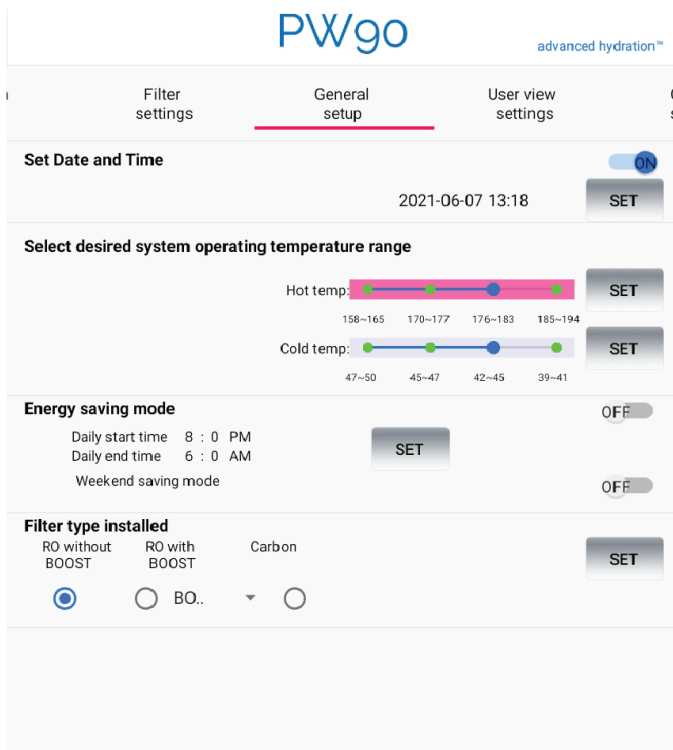 PW90
advanced hydration™
Filter settings
General setup
User view settings
Set Date and Time
ON
2021-06-07 13:18
SET
Select desired system operating temperature range
Hot temp:
SET
158~165 170~177 176~183 185~194
Cold temp:
SET
47~50 45~47 42~45 39~41
Energy saving mode
OFF
Daily start time 8 : 0 PM
Daily end time 6 : 0 AM
SET
Weekend saving mode
OFF
Filter type installed
RO without BOOST
RO with BOOST
Carbon
SET
BO..